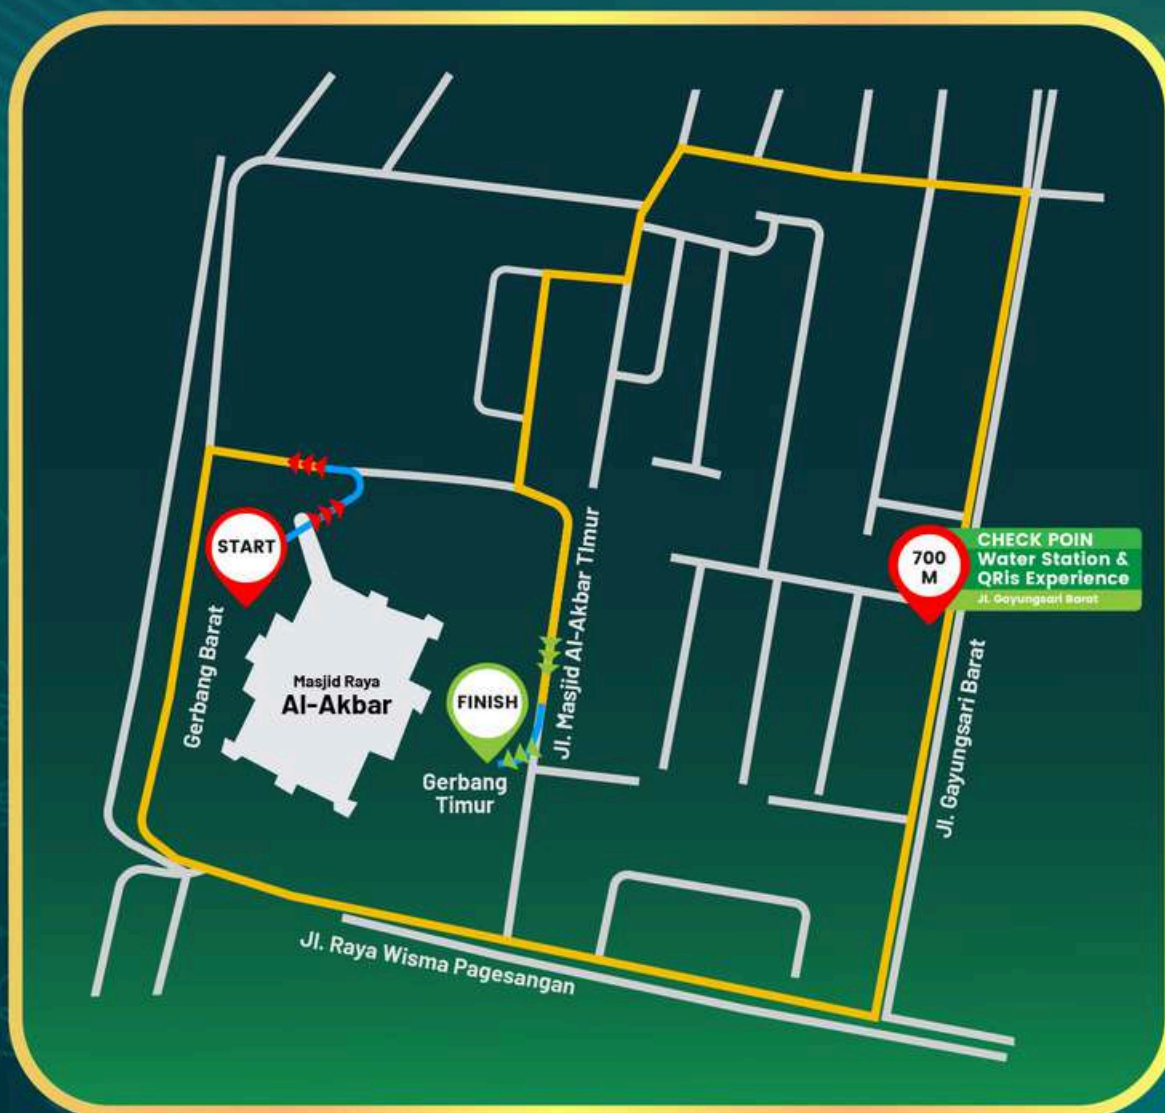 START
Gerbang Barat
Masjid Raya
Al-Akbar
FINISH
Gerbang
Timur
Jl. Masjid Al-Akbar TImur
700
M
CHECK POIN
Water Station &
QRis Experience
Jl. Gayungsari Barat
Jl. Gayungsari Barat
Jl. Raya Wisma Pagesangan